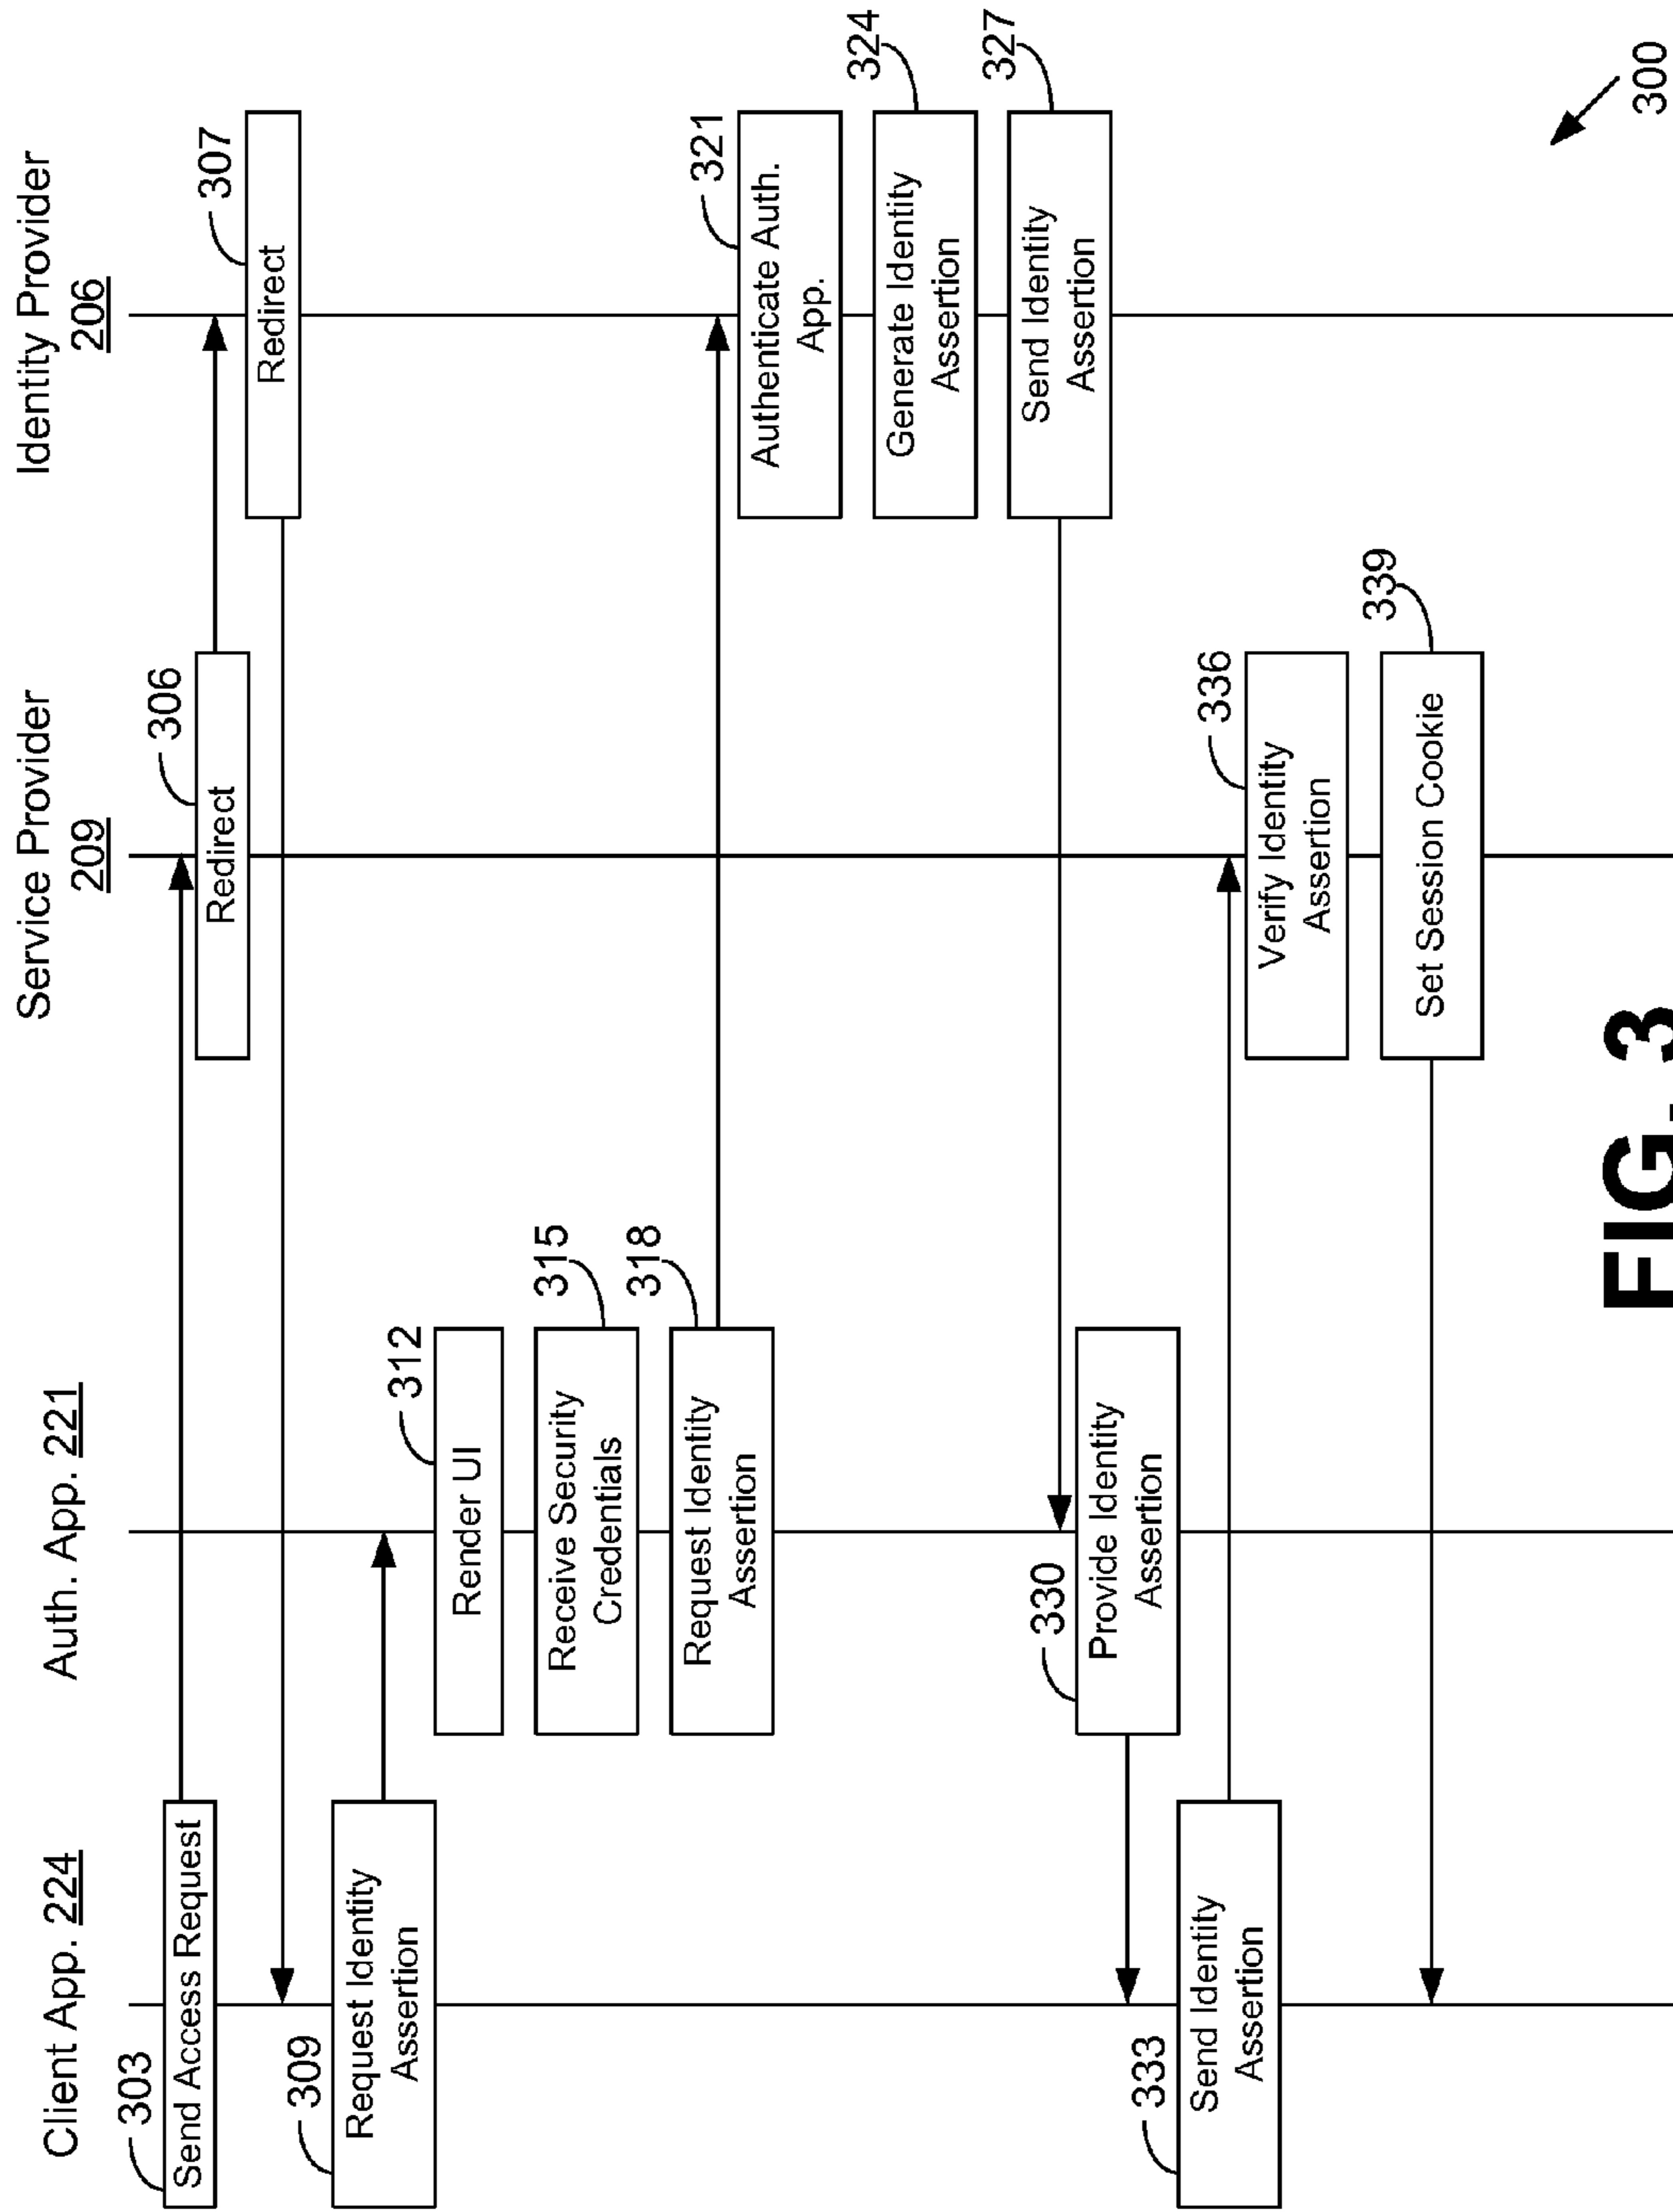 Client App. 224
Auth. App. 221
Service Provider
209
Identity Provider
206
303
Send Access Request
306
Redirect
307
Redirect
309
Request Identity
Assertion
312
Render UI
315
Receive Security
Credentials
318
Request Identity
Assertion
321
Authenticate Auth.
App.
324
Generate Identity
Assertion
327
Send Identity
Assertion
330
Provide Identity
Assertion
333
Send Identity
Assertion
336
Verify Identity
Assertion
339
Set Session Cookie
FIG. 3
300